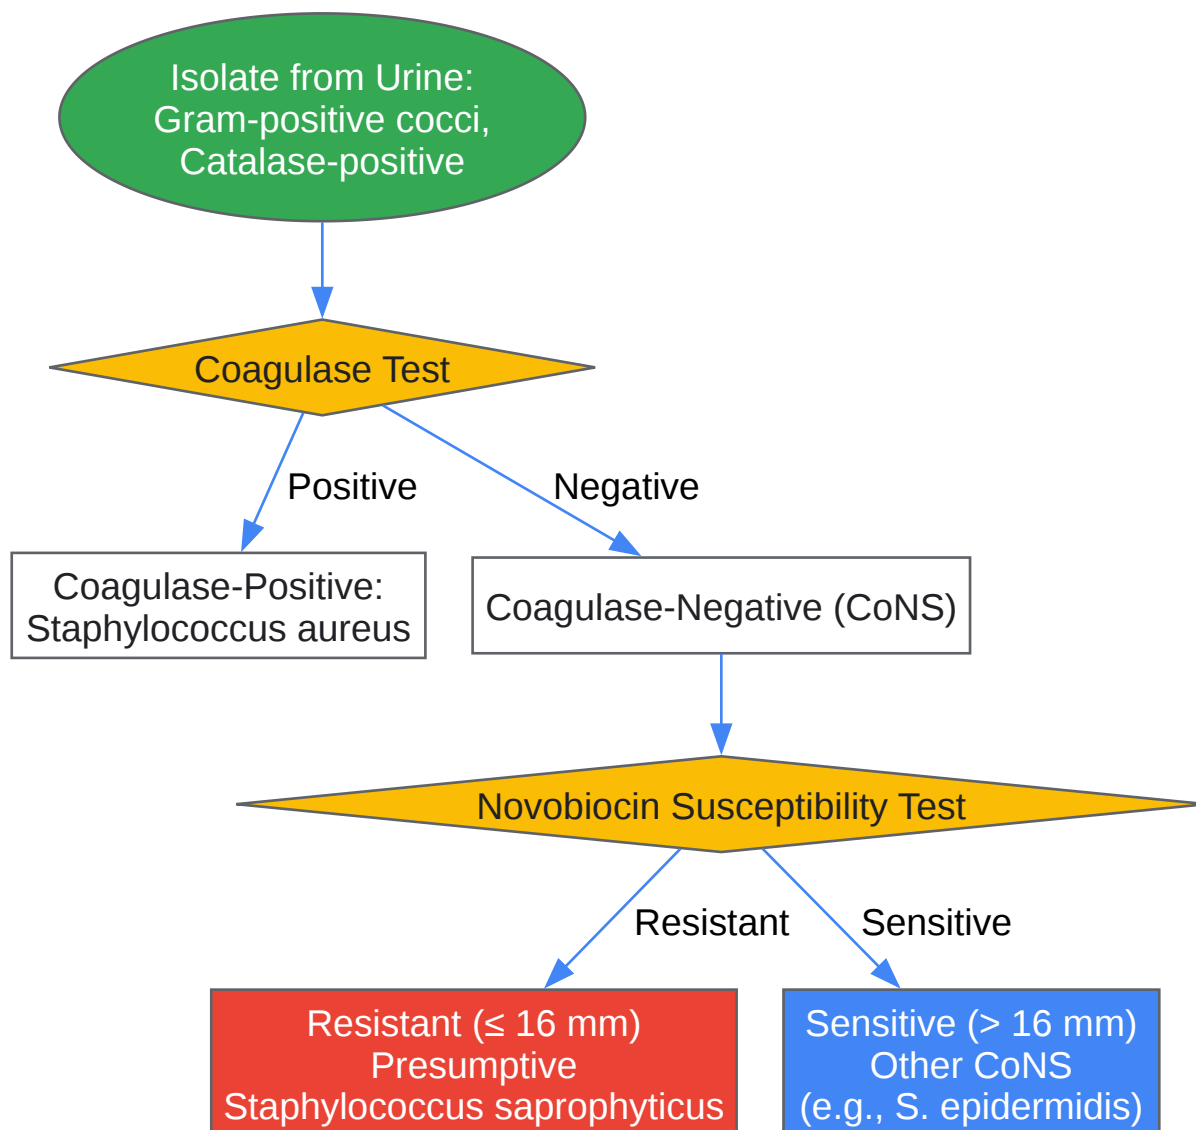 Isolate from Urine:
Gram-positive cocci,
Catalase-positive
Coagulase Test
Positive
Negative
Coagulase-Positive:
Staphylococcus aureus
Coagulase-Negative (CoNS)
Novobiocin Susceptibility Test
Resistant
Sensitive
Resistant (≤ 16 mm)
Presumptive
Staphylococcus saprophyticus
Sensitive (> 16 mm)
Other CoNS
(e.g., S. epidermidis)